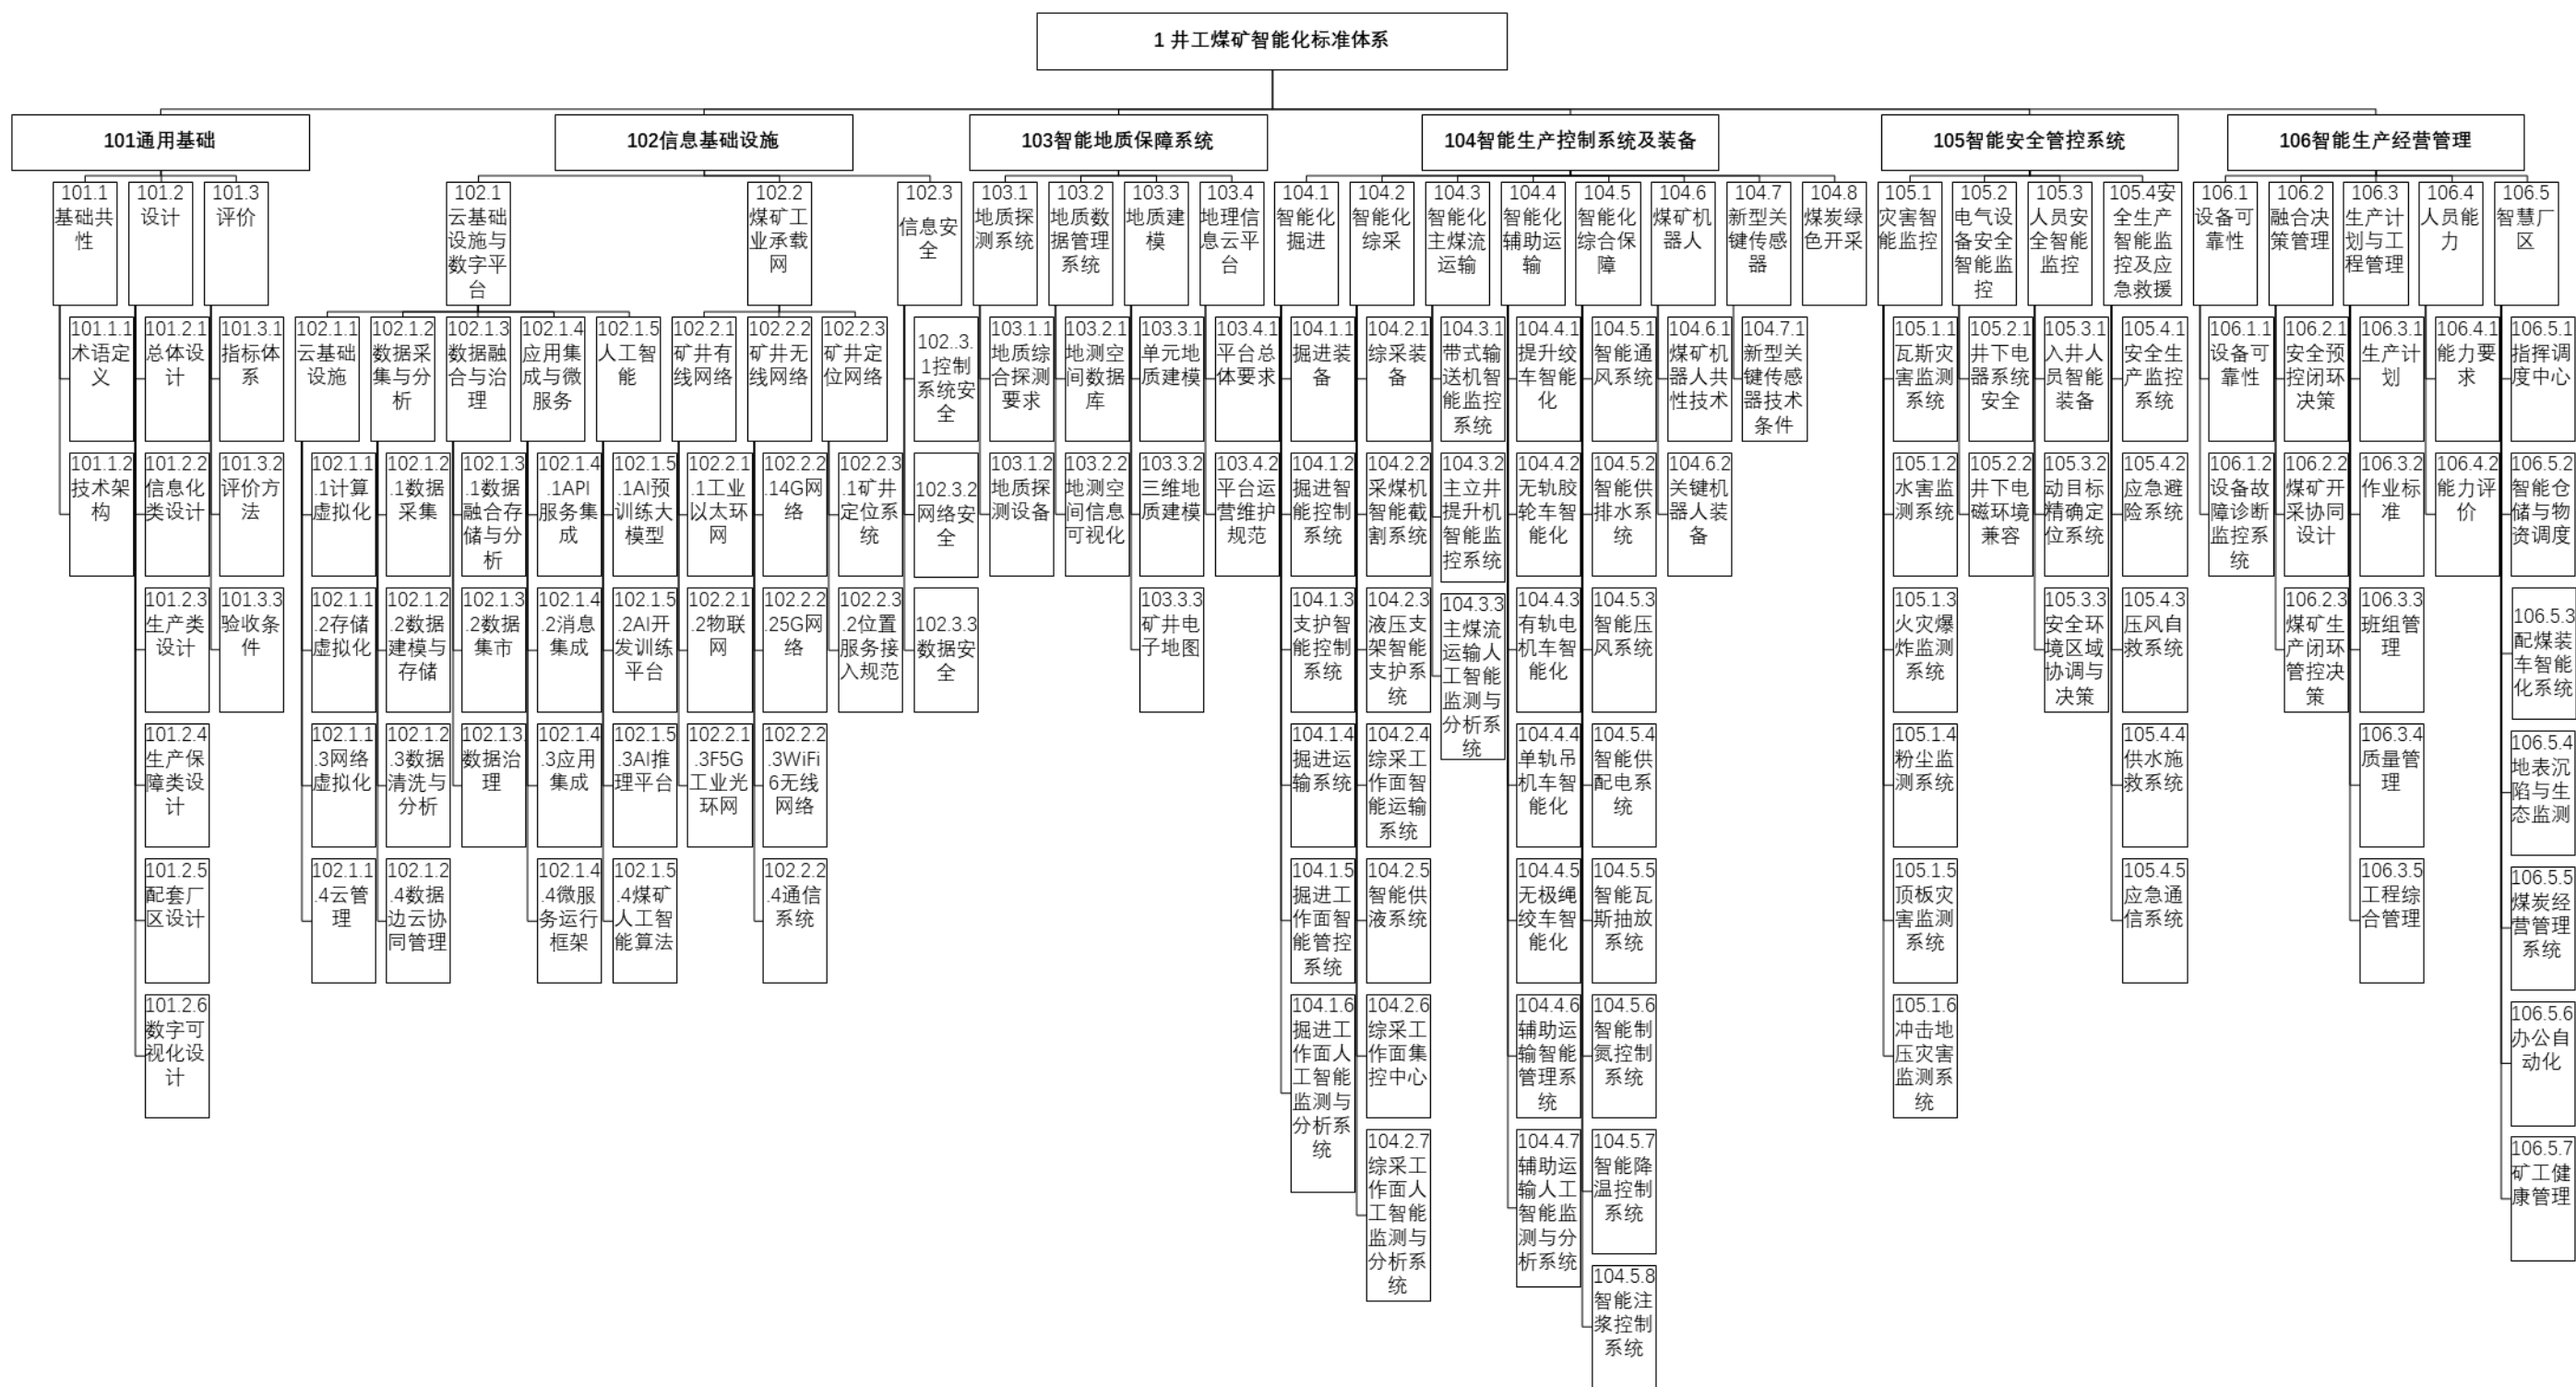 1 井工煤矿智能化标准体系
101通用基础
102信息基础设施
103智能地质保障系统
104智能生产控制系统及装备
105智能安全管控系统
106智能生产经营管理
101.1
基础共
性
101.2
设计
101.3
评价
102.1
云基础
设施与
数字平
台
102.2
煤矿工
业承载
网
102.3
信息安
全
103.1
地质探
测系统
103.2
地质数
据管理
系统
103.3
地质建
模
103.4
地理信
息云平
台
104.1
智能化
掘进
104.2
智能化
综采
104.3
智能化
主煤流
运输
104.4
智能化
辅助运
输
104.5
智能化
综合保
障
104.6
煤矿机
器人
104.7
新型关
键传感
器
104.8
煤炭绿
色开采
105.1
灾害智
能监控
105.2
电气设
备安全
智能监
控
105.3
人员安
全智能
监控
105.4安
全生产
智能监
控及应
急救援
106.1
设备可
靠性
106.2
融合决
策管理
106.3
生产计
划与工
程管理
106.4
人员能
力
106.5
智慧厂
区
101.1.1
术语定
义
101.2.1
总体设
计
101.3.1
指标体
系
102.1.1
云基础
设施
102.1.2
数据采
集与分
析
102.1.3
数据融
合与治
理
102.1.4
应用集
成与微
服务
102.1.5
人工智
能
102.2.1
矿井有
线网络
102.2.2
矿井无
线网络
102.2.3
矿井定
位网络
102..3.
1控制
系统安
全
103.1.1
地质综
合探测
要求
103.2.1
地测空
间数据
库
103.3.1
单元地
质建模
103.4.1
平台总
体要求
104.1.1
掘进装
备
104.2.1
综采装
备
104.3.1
带式输
送机智
能监控
系统
104.4.1
提升绞
车智能
化
104.5.1
智能通
风系统
104.6.1
煤矿机
器人共
性技术
104.7.1
新型关
键传感
器技术
条件
105.1.1
瓦斯灾
害监测
系统
105.2.1
井下电
器系统
安全
105.3.1
入井人
员智能
装备
105.4.1
安全生
产监控
系统
106.1.1
设备可
靠性
106.2.1
安全预
控闭环
决策
106.3.1
生产计
划
106.4.1
能力要
求
106.5.1
指挥调
度中心
101.1.2
技术架
构
101.2.2
信息化
类设计
101.3.2
评价方
法
102.1.1
.1计算
虚拟化
102.1.2
.1数据
采集
102.1.3
.1数据
融合存
储与分
析
102.1.4
.1API
服务集
成
102.1.5
.1AI预
训练大
模型
102.2.1
.1工业
以太环
网
102.2.2
.14G网
络
102.2.3
.1矿井
定位系
统
102.3.2
网络安
全
103.1.2
地质探
测设备
103.2.2
地测空
间信息
可视化
103.3.2
三维地
质建模
103.4.2
平台运
营维护
规范
104.1.2
掘进智
能控制
系统
104.2.2
采煤机
智能截
割系统
104.3.2
主立井
提升机
智能监
控系统
104.4.2
无轨胶
轮车智
能化
104.5.2
智能供
排水系
统
104.6.2
关键机
器人装
备
105.1.2
水害监
测系统
105.2.2
井下电
磁环境
兼容
105.3.2
动目标
精确定
位系统
105.4.2
应急避
险系统
106.1.2
设备故
障诊断
监控系
统
106.2.2
煤矿开
采协同
设计
106.3.2
作业标
准
106.4.2
能力评
价
106.5.2
智能仓
储与物
资调度
101.2.3
生产类
设计
101.3.3
验收条
件
102.1.1
.2存储
虚拟化
102.1.2
.2数据
建模与
存储
102.1.3
.2数据
集市
102.1.4
.2消息
集成
102.1.5
.2AI开
发训练
平台
102.2.1
.2物联
网
102.2.2
.25G网
络
102.2.3
.2位置
服务接
入规范
102.3.3
数据安
全
103.3.3
矿井电
子地图
104.1.3
支护智
能控制
系统
104.2.3
液压支
架智能
支护系
统
104.3.3
主煤流
运输人
工智能
监测与
分析系
统
104.4.3
有轨电
机车智
能化
104.5.3
智能压
风系统
105.1.3
火灾爆
炸监测
系统
105.3.3
安全环
境区域
协调与
决策
105.4.3
压风自
救系统
106.2.3
煤矿生
产闭环
管控决
策
106.3.3
班组管
理
106.5.3
配煤装
车智能
化系统
101.2.4
生产保
障类设
计
102.1.1
.3网络
虚拟化
102.1.2
.3数据
清洗与
分析
102.1.3.
数据治
理
102.1.4
.3应用
集成
102.1.5
.3AI推
理平台
102.2.1
.3F5G
工业光
环网
102.2.2
.3WiFi
6无线
网络
104.1.4
掘进运
输系统
104.2.4
综采工
作面智
能运输
系统
104.4.4
单轨吊
机车智
能化
104.5.4
智能供
配电系
统
105.1.4
粉尘监
测系统
105.4.4
供水施
救系统
106.3.4
质量管
理
106.5.4
地表沉
陷与生
态监测
101.2.5
配套厂
区设计
102.1.1
.4云管
理
102.1.2
.4数据
边云协
同管理
102.1.4
.4微服
务运行
框架
102.1.5
.4煤矿
人工智
能算法
102.2.2
.4通信
系统
104.1.5
掘进工
作面智
能管控
系统
104.2.5
智能供
液系统
104.4.5
无极绳
绞车智
能化
104.5.5
智能瓦
斯抽放
系统
105.1.5
顶板灾
害监测
系统
105.4.5
应急通
信系统
106.3.5
工程综
合管理
106.5.5
煤炭经
营管理
系统
101.2.6
数字可
视化设
计
104.1.6
掘进工
作面人
工智能
监测与
分析系
统
104.2.6
综采工
作面集
控中心
104.4.6
辅助运
输智能
管理系
统
104.5.6
智能制
氮控制
系统
105.1.6
冲击地
压灾害
监测系
统
106.5.6
办公自
动化
104.2.7
综采工
作面人
工智能
监测与
分析系
统
104.4.7
辅助运
输人工
智能监
测与分
析系统
104.5.7
智能降
温控制
系统
106.5.7
矿工健
康管理
104.5.8
智能注
浆控制
系统